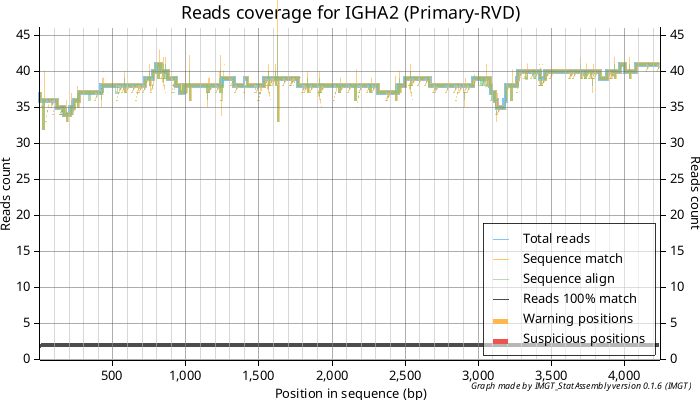 Reads coverage for IGHA2 (Primary-RVD)
45
40
35
30
25
20
15
10
5
0
Reads count
45
40
35
30
25
20
15
10
5
0
Reads count
Total reads
Sequence match
Sequence align
Reads 100% match
Warning positions
Suspicious positions
500
1,000
1,500
2,000
2,500
3,000
3,500
4,000
Position in sequence (bp)
Graph made by IMGT_StatAssembly version 0.1.6 (IMGT)